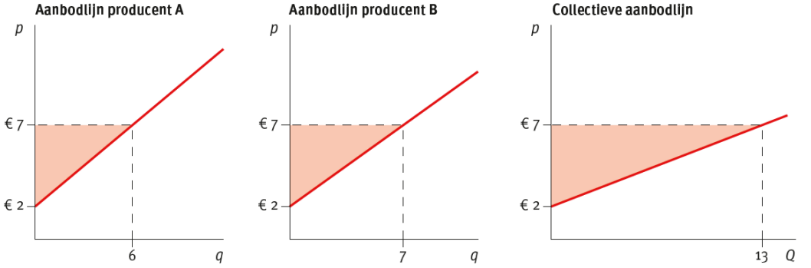 Aanbodlijn producent A
p
€ 7
€ 2
6
q
Aanbodlijn producent B
p
€ 7
€ 2
7
q
Collectieve aanbodlijn
p
€ 7
€ 2
13
Q